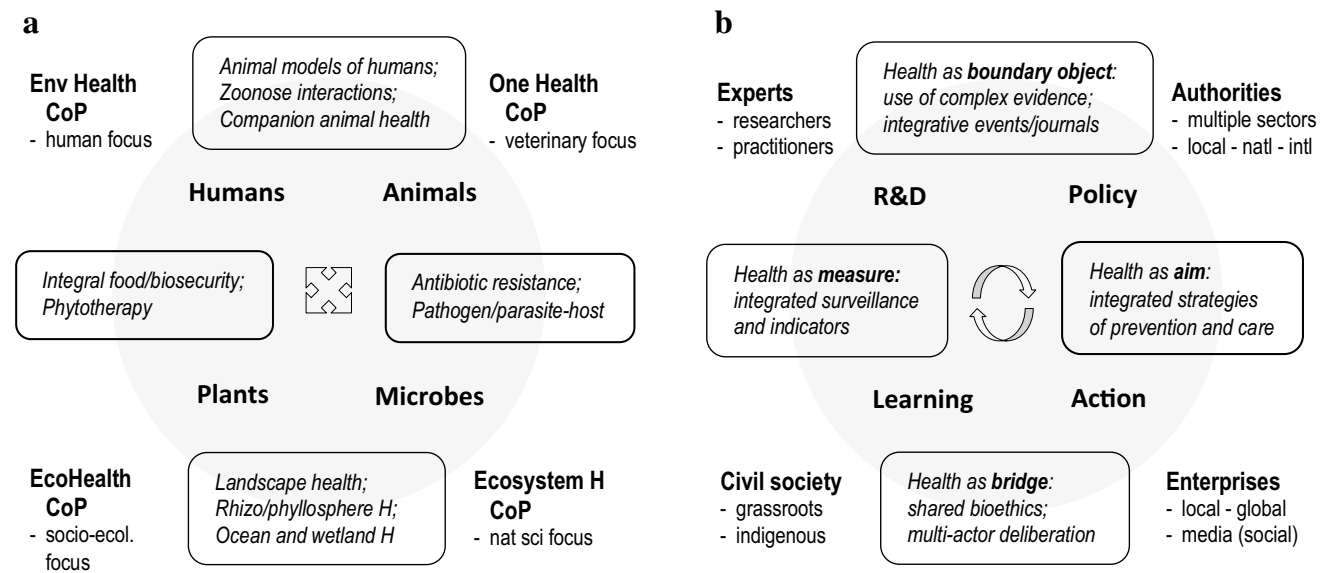 a
Env Health
CoP
- human focus
Animal models of humans;
Zoonose interactions;
Companion animal health
One Health
CoP
- veterinary focus
Humans
Animals
Integral food/biosecurity;
Phytotherapy
Antibiotic resistance;
Pathogen/parasite-host
Plants
Microbes
EcoHealth
CoP
- socio-ecol.
focus
Landscape health;
Rhizo/phyllosphere H;
Ocean and wetland H
Ecosystem H
CoP
- nat sci focus
b
Experts
- researchers
- practitioners
Health as boundary object:
use of complex evidence;
integrative events/journals
Authorities
- multiple sectors
- local - natl - intl
R&D
Policy
Health as measure:
integrated surveillance
and indicators
Health as aim:
integrated strategies
of prevention and care
Learning
Action
Civil society
- grassroots
- indigenous
Health as bridge:
shared bioethics;
multi-actor deliberation
Enterprises
- local - global
- media (social)